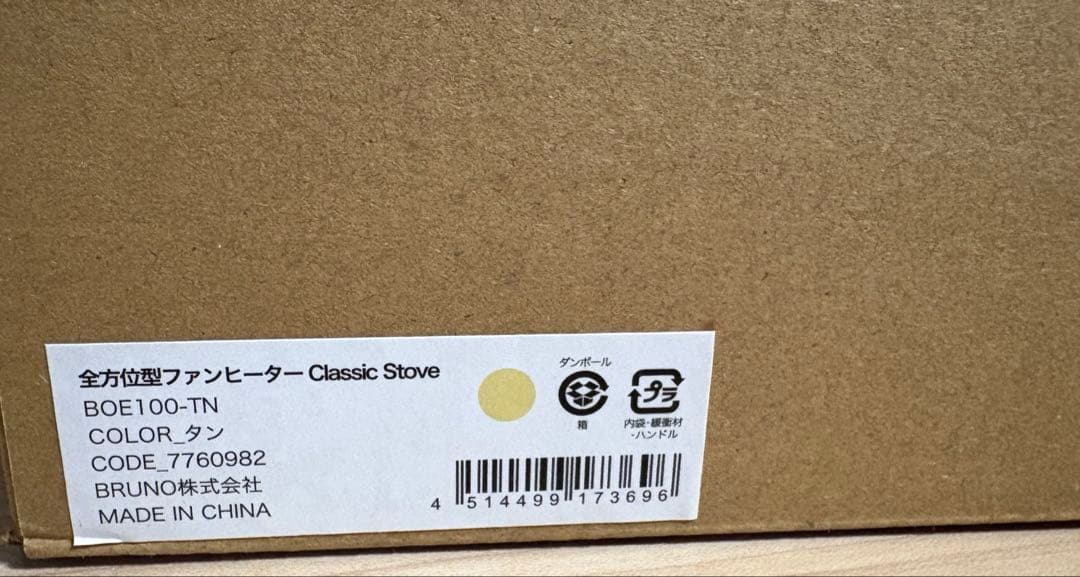 全方位型ファンヒーター Classic Stove
BOE100-TN
COLOR_タン
CODE_7760982
BRUNO株式会社
MADE IN CHINA
ダンボール
箱
プラ
内袋・緩衝材
・ハンドル
4 514499 173696